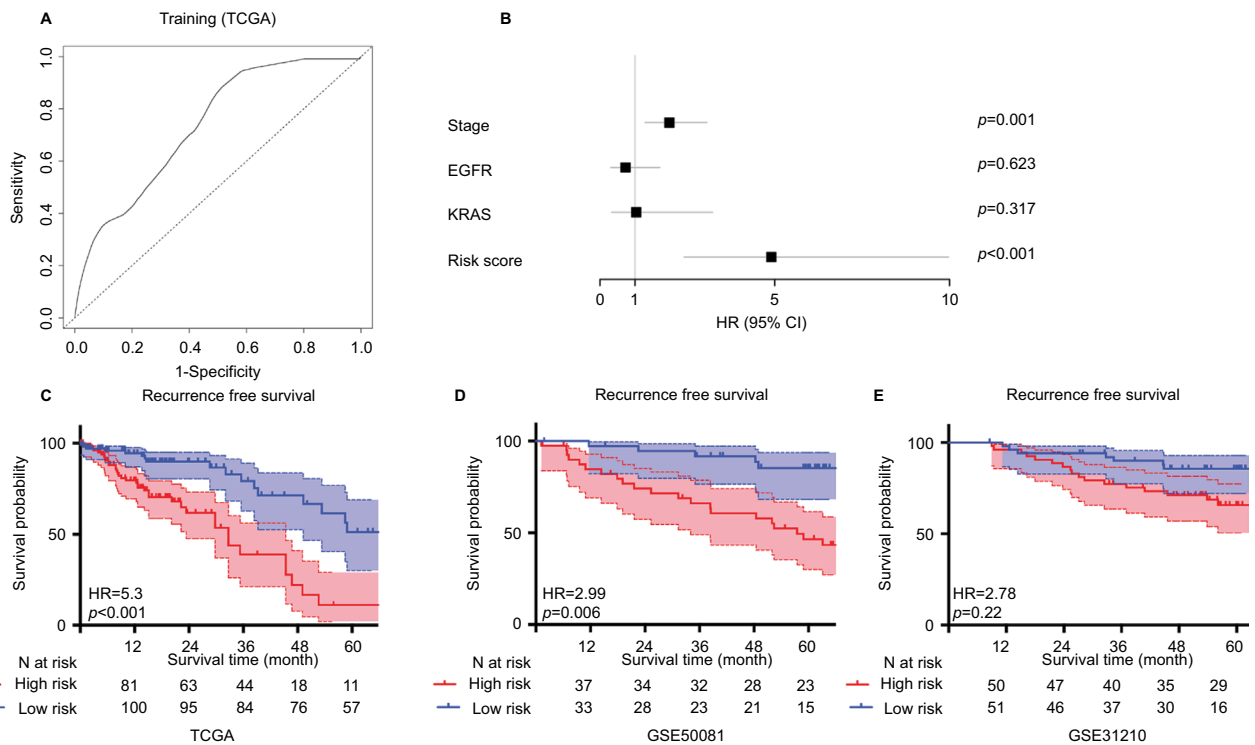 A
Training (TCGA)
Sensitivity
1.0
0.8
0.6
0.4
0.2
0.0
0.0 0.2 0.4 0.6 0.8 1.0
1-Specificity
B
Stage p=0.001
EGFR p=0.623
KRAS p=0.317
Risk score p<0.001
0 1 5 10
HR (95% CI)
C
Recurrence free survival
Survival probability
100
50
0
HR=5.3
p<0.001
12 24 36 48 60
Survival time (month)
N at risk
High risk 81 63 44 18 11
Low risk 100 95 84 76 57
TCGA
D
Recurrence free survival
Survival probability
100
50
0
HR=2.99
p=0.006
12 24 36 48 60
Survival time (month)
N at risk
High risk 37 34 32 28 23
Low risk 33 28 23 21 15
GSE50081
E
Recurrence free survival
Survival probability
100
50
0
HR=2.78
p=0.22
12 24 36 48 60
Survival time (month)
N at risk
High risk 50 47 40 35 29
Low risk 51 46 37 30 16
GSE31210